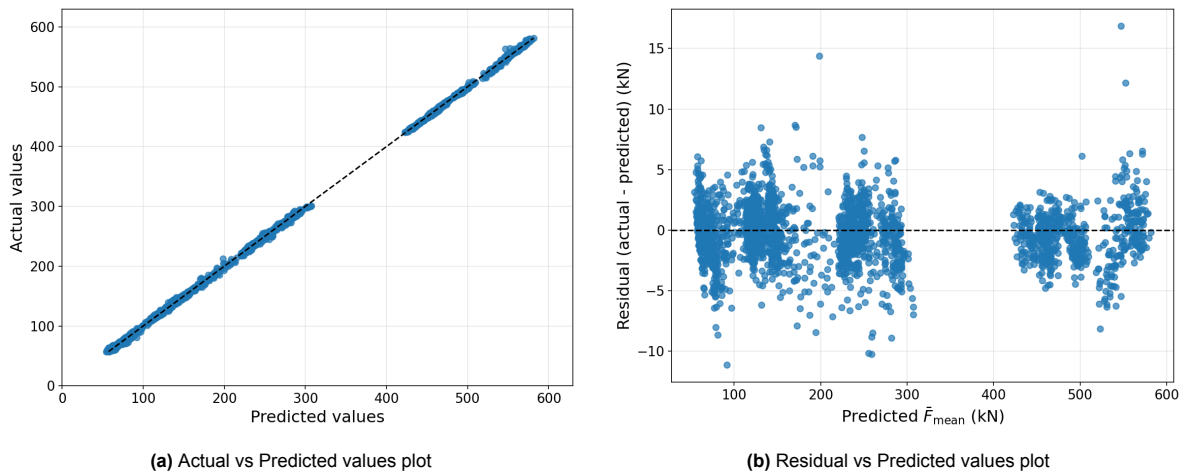 600
500
400
300
200
100
0
Actual values
0 100 200 300 400 500 600
Predicted values
(a) Actual vs Predicted values plot
15
10
5
0
−5
−10
Residual (actual - predicted) (kN)
100 200 300 400 500 600
Predicted F̄mean (kN)
(b) Residual vs Predicted values plot